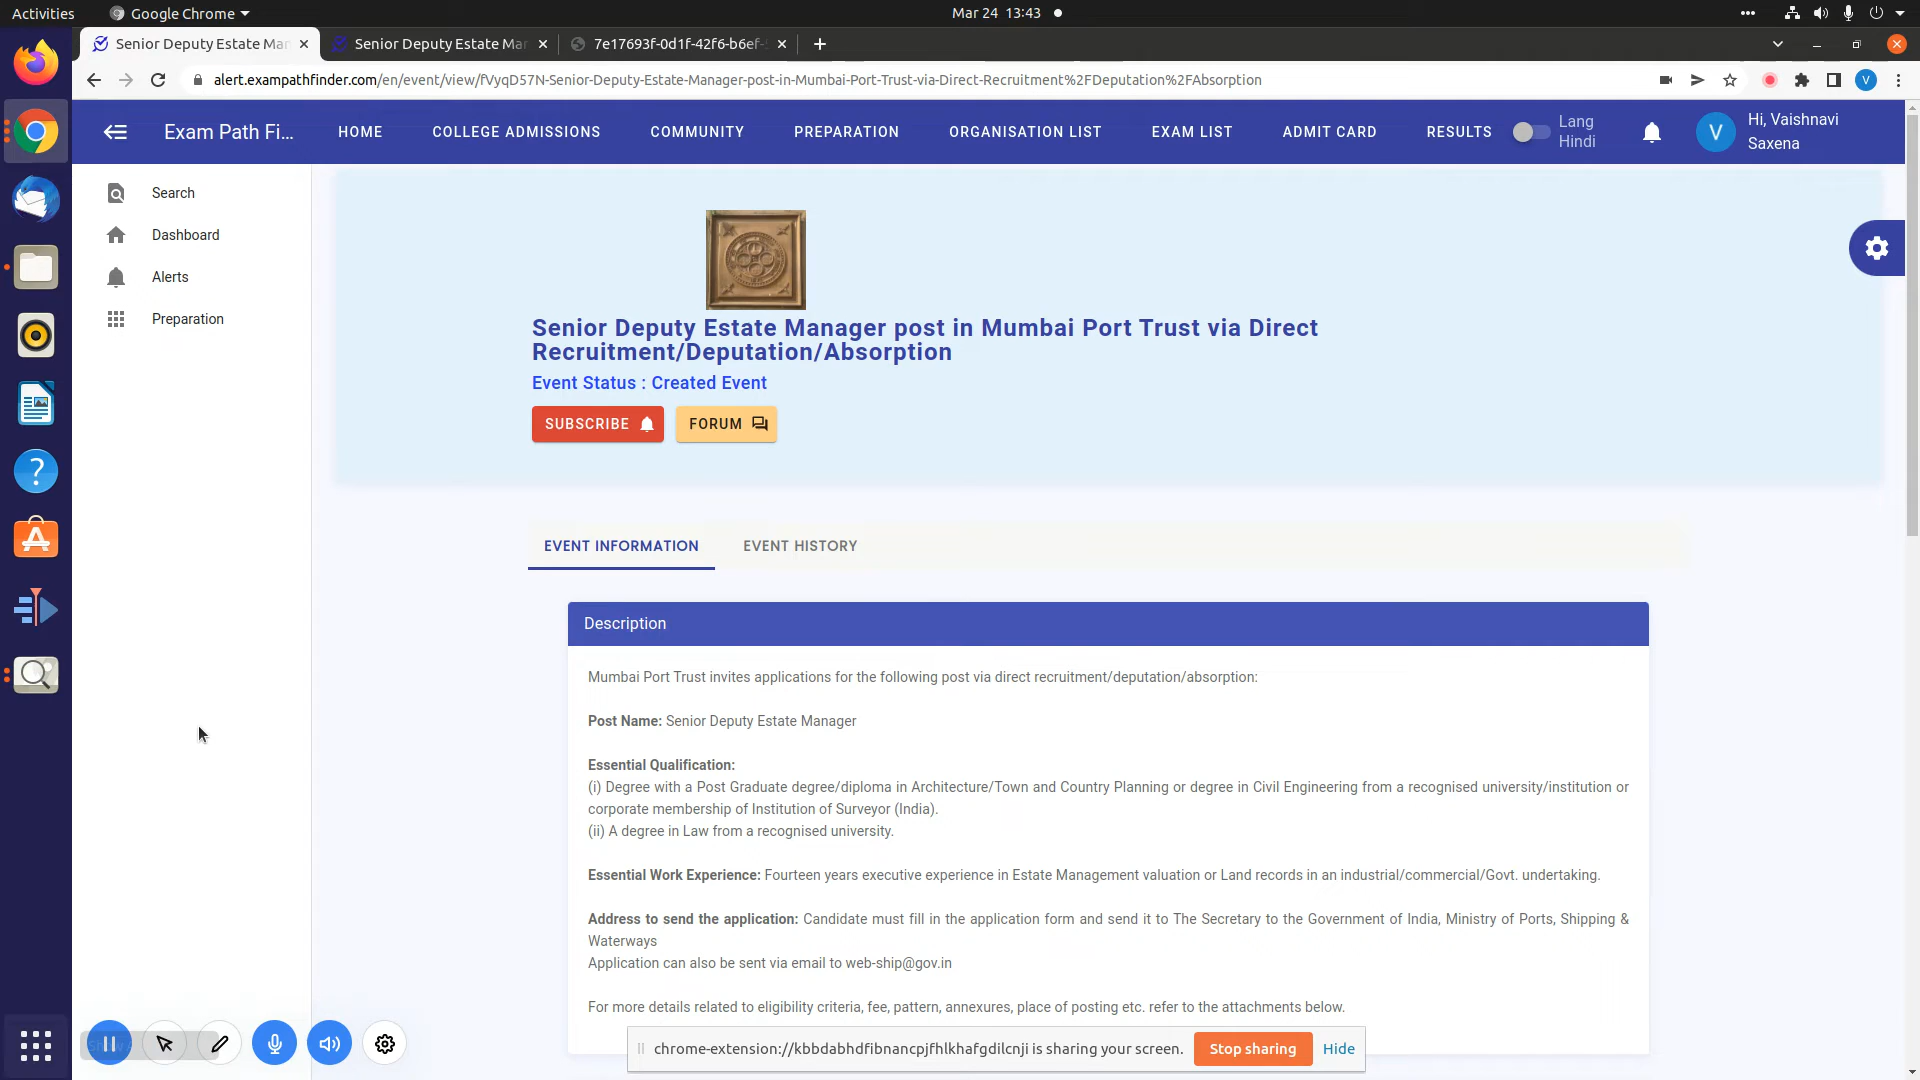 Activities
Google Chrome
Mar 24 13:43
Senior Deputy Estate Man
Senior Deputy Estate Mar
7e17693f-0d1f-42f6-b6ef-
alert.exampathfinder.com/en/event/view/fVyqD57N-Senior-Deputy-Estate-Manager-post-in-Mumbai-Port-Trust-via-Direct-Recruitment%2FDeputation%2FAbsorption
V
Exam Path Fi...
HOME
COLLEGE ADMISSIONS
COMMUNITY
PREPARATION
ORGANISATION LIST
EXAM LIST
ADMIT CARD
RESULTS
Lang
Hindi
V
Hi, Vaishnavi
Saxena
Search
Dashboard
Alerts
Preparation
Senior Deputy Estate Manager post in Mumbai Port Trust via Direct
Recruitment/Deputation/Absorption
Event Status : Created Event
SUBSCRIBE
FORUM
EVENT INFORMATION
EVENT HISTORY
Description
Mumbai Port Trust invites applications for the following post via direct recruitment/deputation/absorption:
Post Name: Senior Deputy Estate Manager
Essential Qualification:
(i) Degree with a Post Graduate degree/diploma in Architecture/Town and Country Planning or degree in Civil Engineering from a recognised university/institution or
corporate membership of Institution of Surveyor (India).
(ii) A degree in Law from a recognised university.
Essential Work Experience: Fourteen years executive experience in Estate Management valuation or Land records in an industrial/commercial/Govt. undertaking.
Address to send the application: Candidate must fill in the application form and send it to The Secretary to the Government of India, Ministry of Ports, Shipping &
Waterways
Application can also be sent via email to web-ship@gov.in
For more details related to eligibility criteria, fee, pattern, annexures, place of posting etc. refer to the attachments below.
chrome-extension://kbbdabhdfibnancpjfhlkhafgdilcnji is sharing your screen.
Stop sharing
Hide